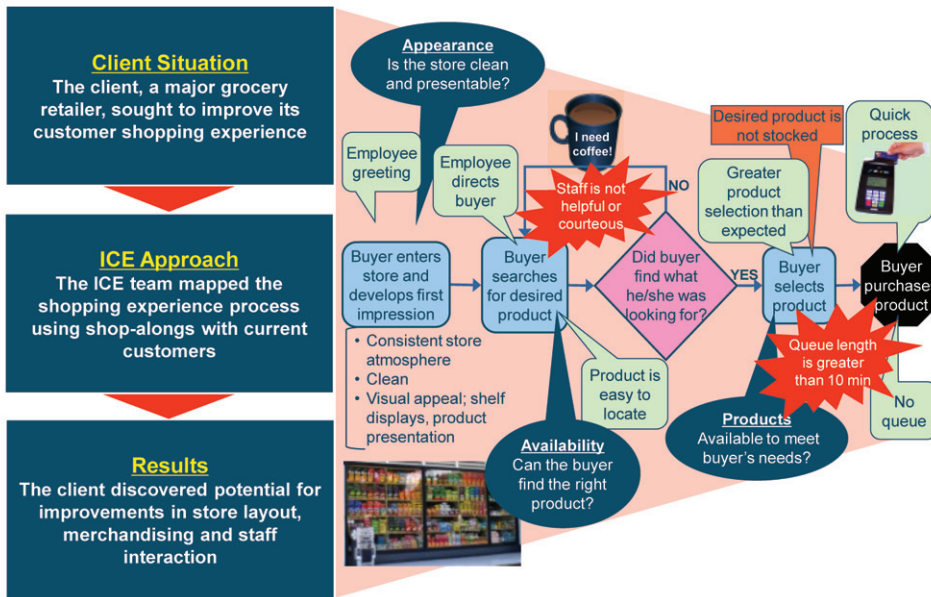 Client Situation
The client, a major grocery
retailer, sought to improve its
customer shopping experience
ICE Approach
The ICE team mapped the
shopping experience process
using shop-alongs with current
customers
Results
The client discovered potential for
improvements in store layout,
merchandising and staff
interaction
Appearance
Is the store clean
and presentable?
I need
coffee!
Desired product is
not stocked
Quick
process
Employee
greeting
Employee
directs
buyer
Staff is not
helpful or
courteous
NO
Greater
product
selection than
expected
Buyer enters
store and
develops first
impression
Buyer
searches
for desired
product
Did buyer
find what
he/she was
looking for?
YES
Buyer
selects
product
Buyer
purchases
product
• Consistent store
atmosphere
• Clean
• Visual appeal; shelf
displays, product
presentation
Product is
easy to
locate
Queue length
is greater
than 10 min
No
queue
Availability
Can the buyer
find the right
product?
Products
Available to meet
buyer's needs?